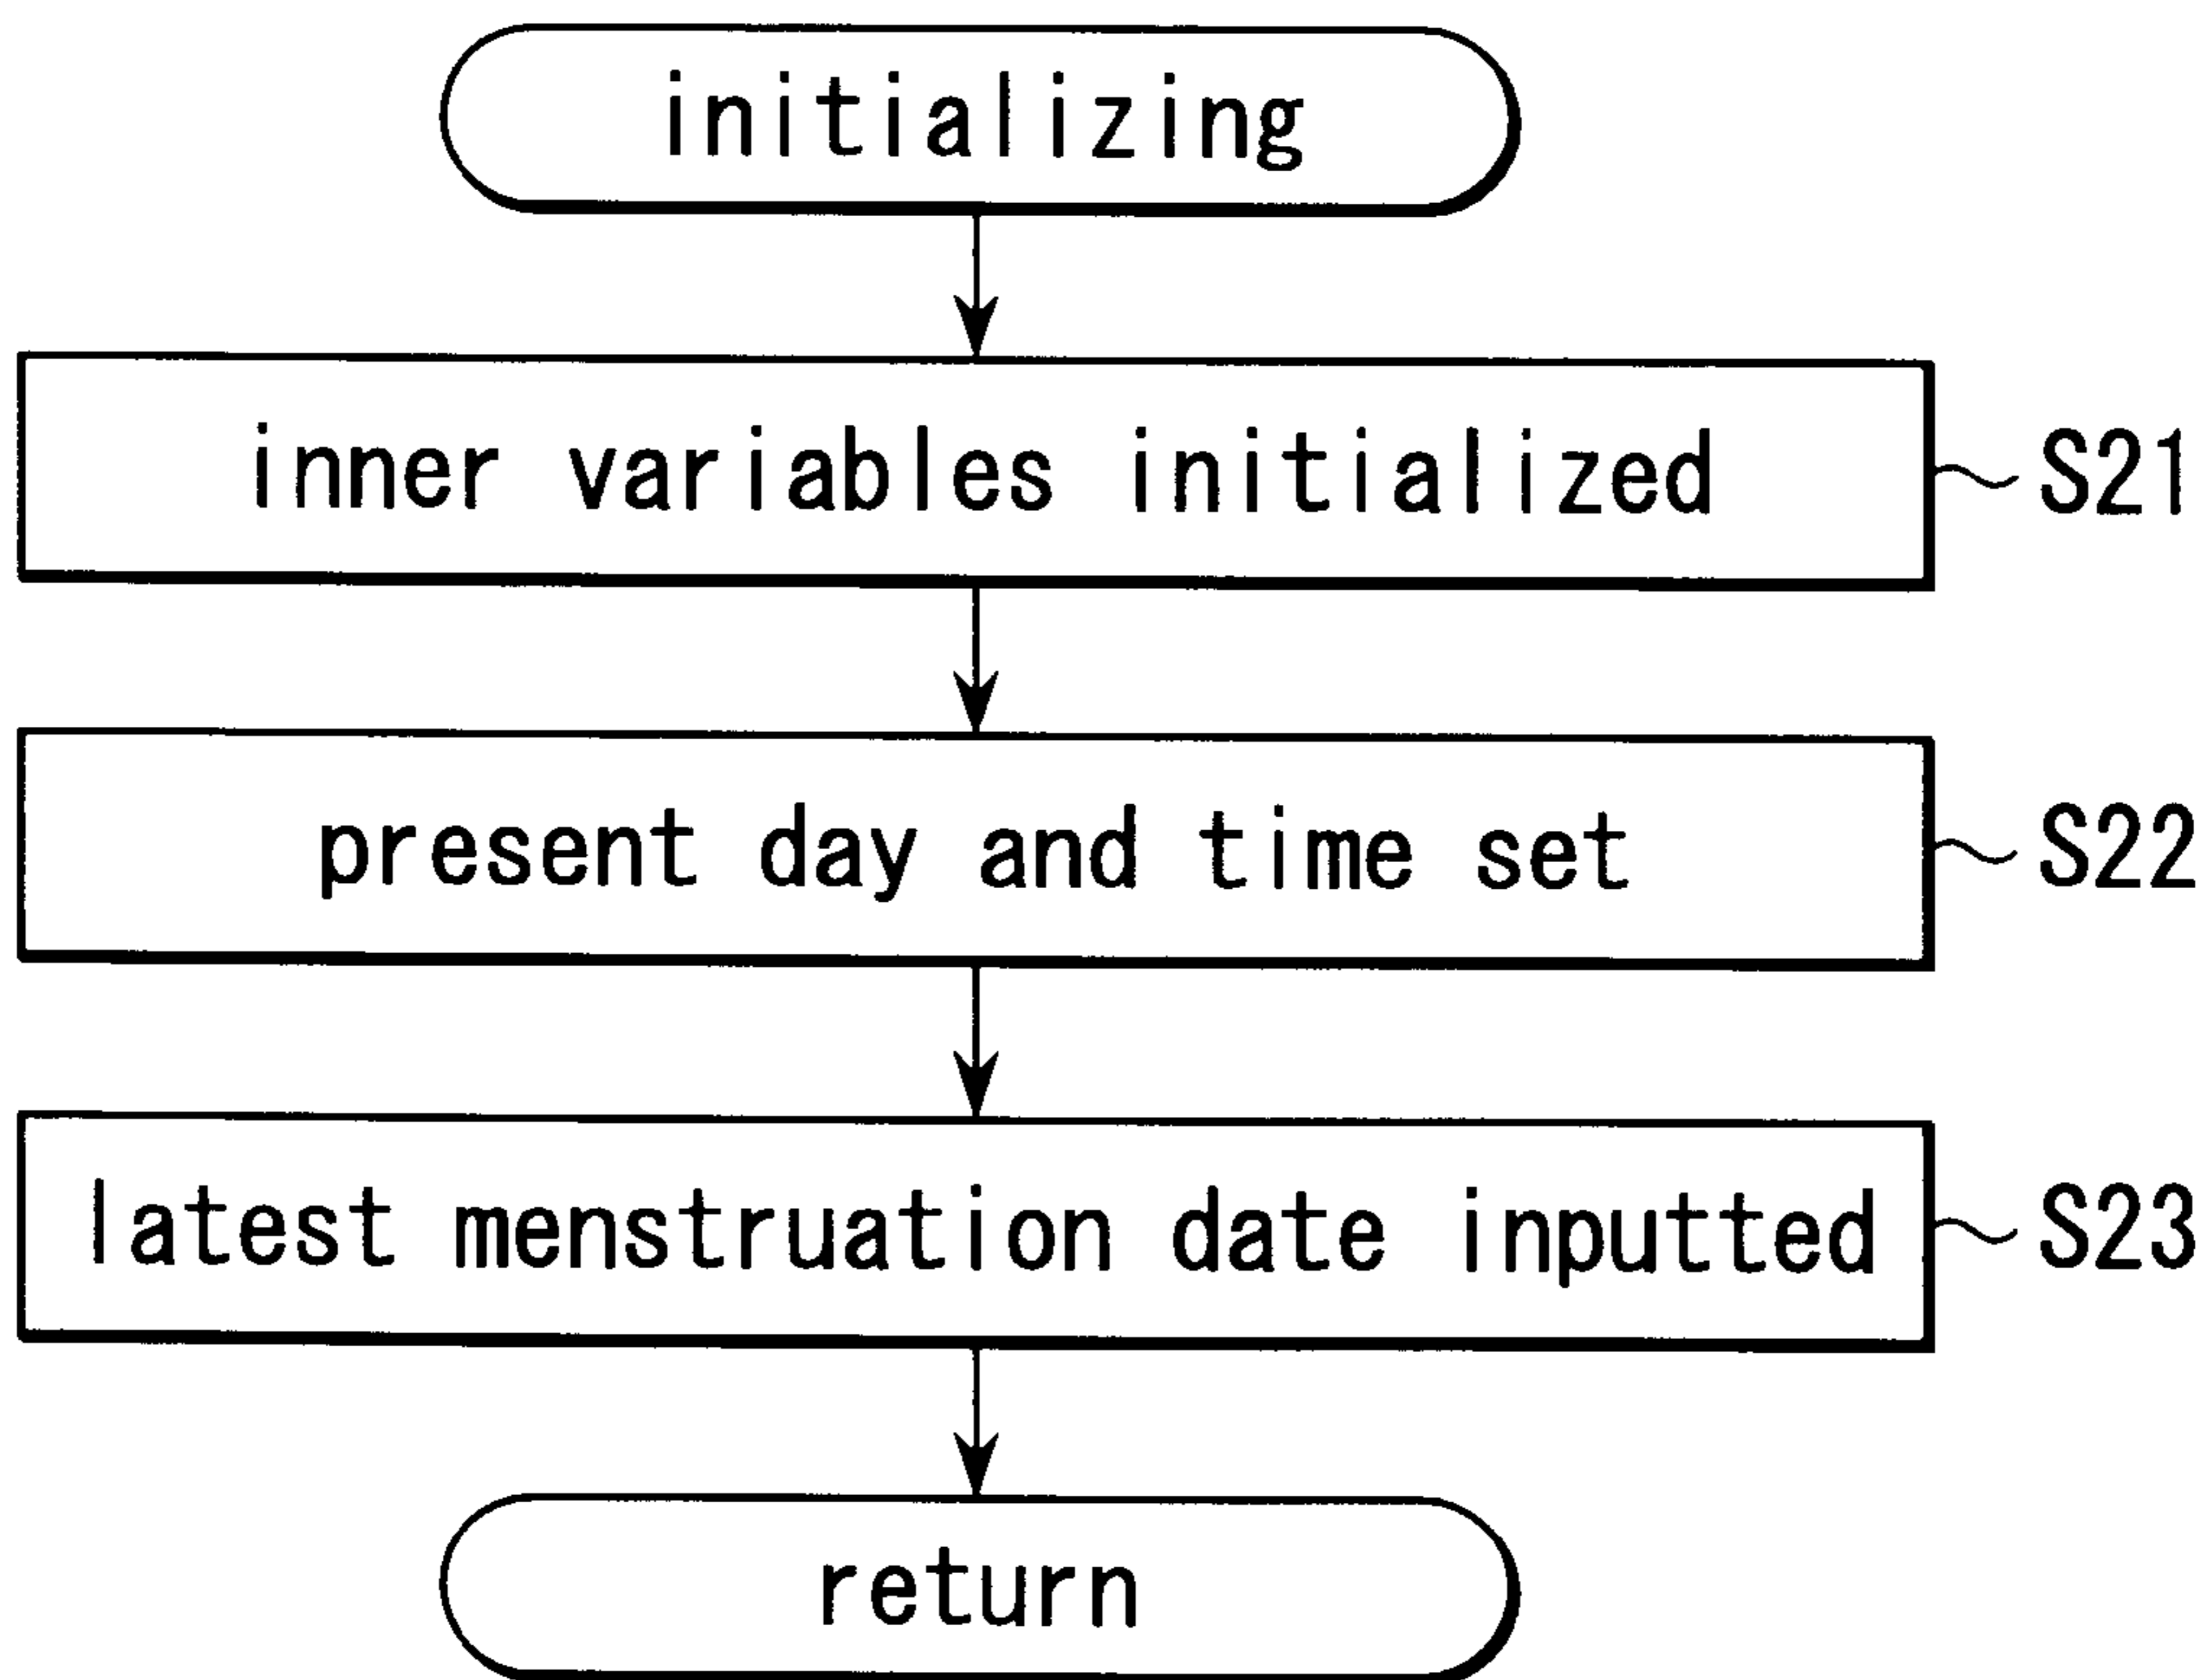 initializing
inner variables initialized
S21
present day and time set
S22
latest menstruation date inputted
S23
return